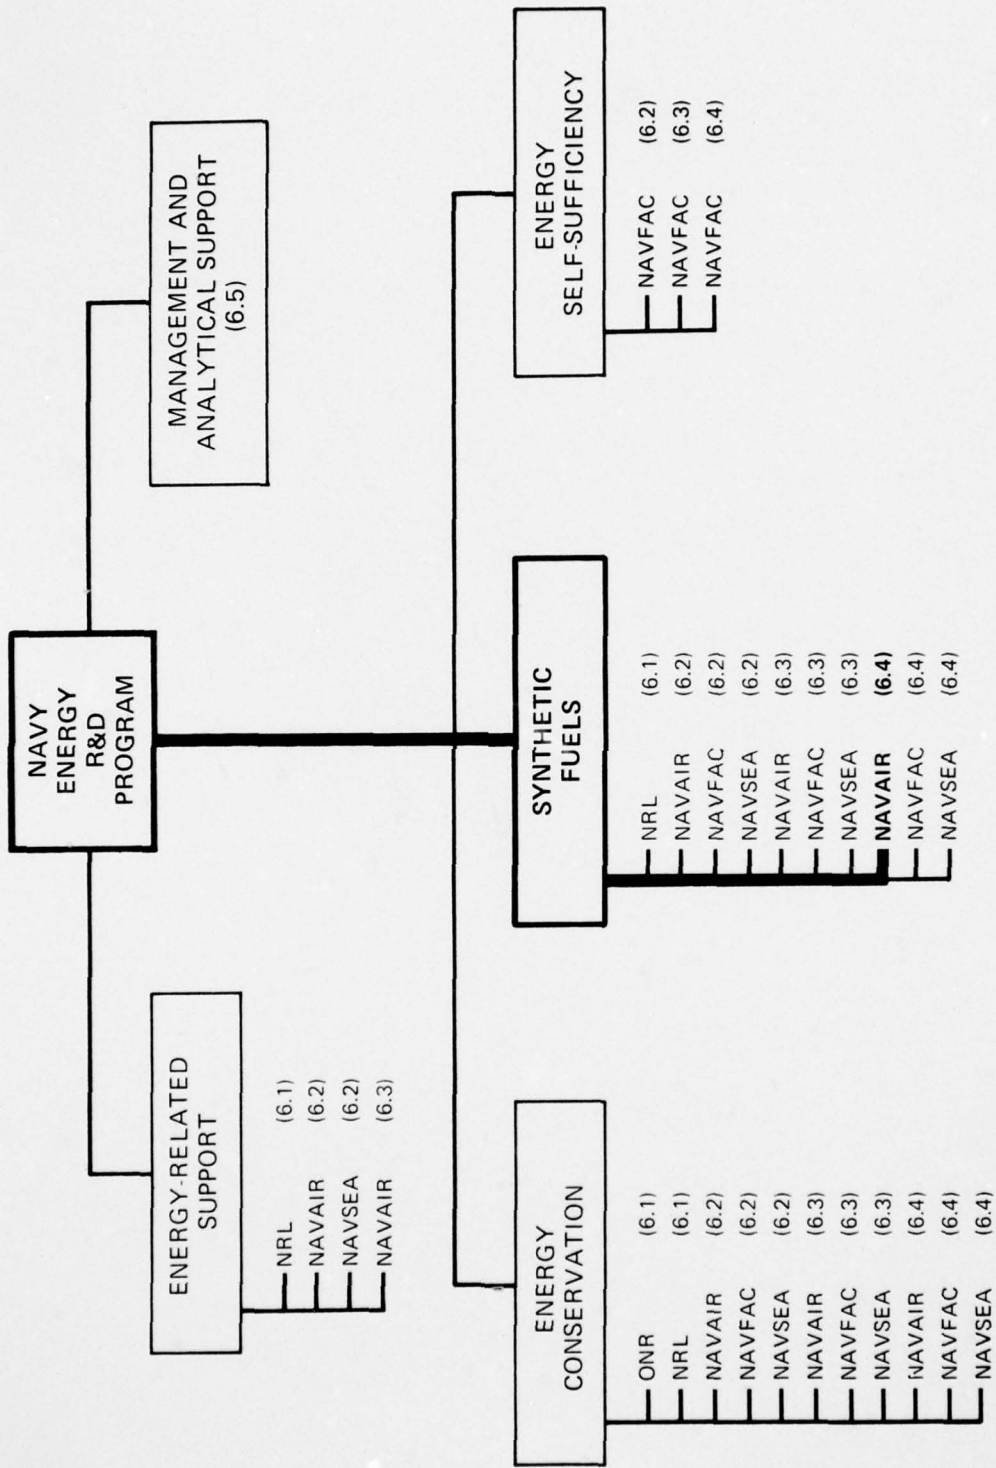 NAVY
ENERGY
R&D
PROGRAM
ENERGY-RELATED
SUPPORT
NRL (6.1)
NAVAIR (6.2)
NAVSEA (6.2)
NAVAIR (6.3)
MANAGEMENT AND
ANALYTICAL SUPPORT
(6.5)
ENERGY
CONSERVATION
ONR (6.1)
NRL (6.1)
NAVAIR (6.2)
NAVFAC (6.2)
NAVSEA (6.2)
NAVAIR (6.3)
NAVFAC (6.3)
NAVSEA (6.3)
NAVAIR (6.4)
NAVFAC (6.4)
NAVSEA (6.4)
SYNTHETIC
FUELS
NRL (6.1)
NAVAIR (6.2)
NAVFAC (6.2)
NAVSEA (6.2)
NAVAIR (6.3)
NAVFAC (6.3)
NAVSEA (6.3)
NAVAIR (6.4)
NAVFAC (6.4)
NAVSEA (6.4)
ENERGY
SELF-SUFFICIENCY
NAVFAC (6.2)
NAVFAC (6.3)
NAVFAC (6.4)